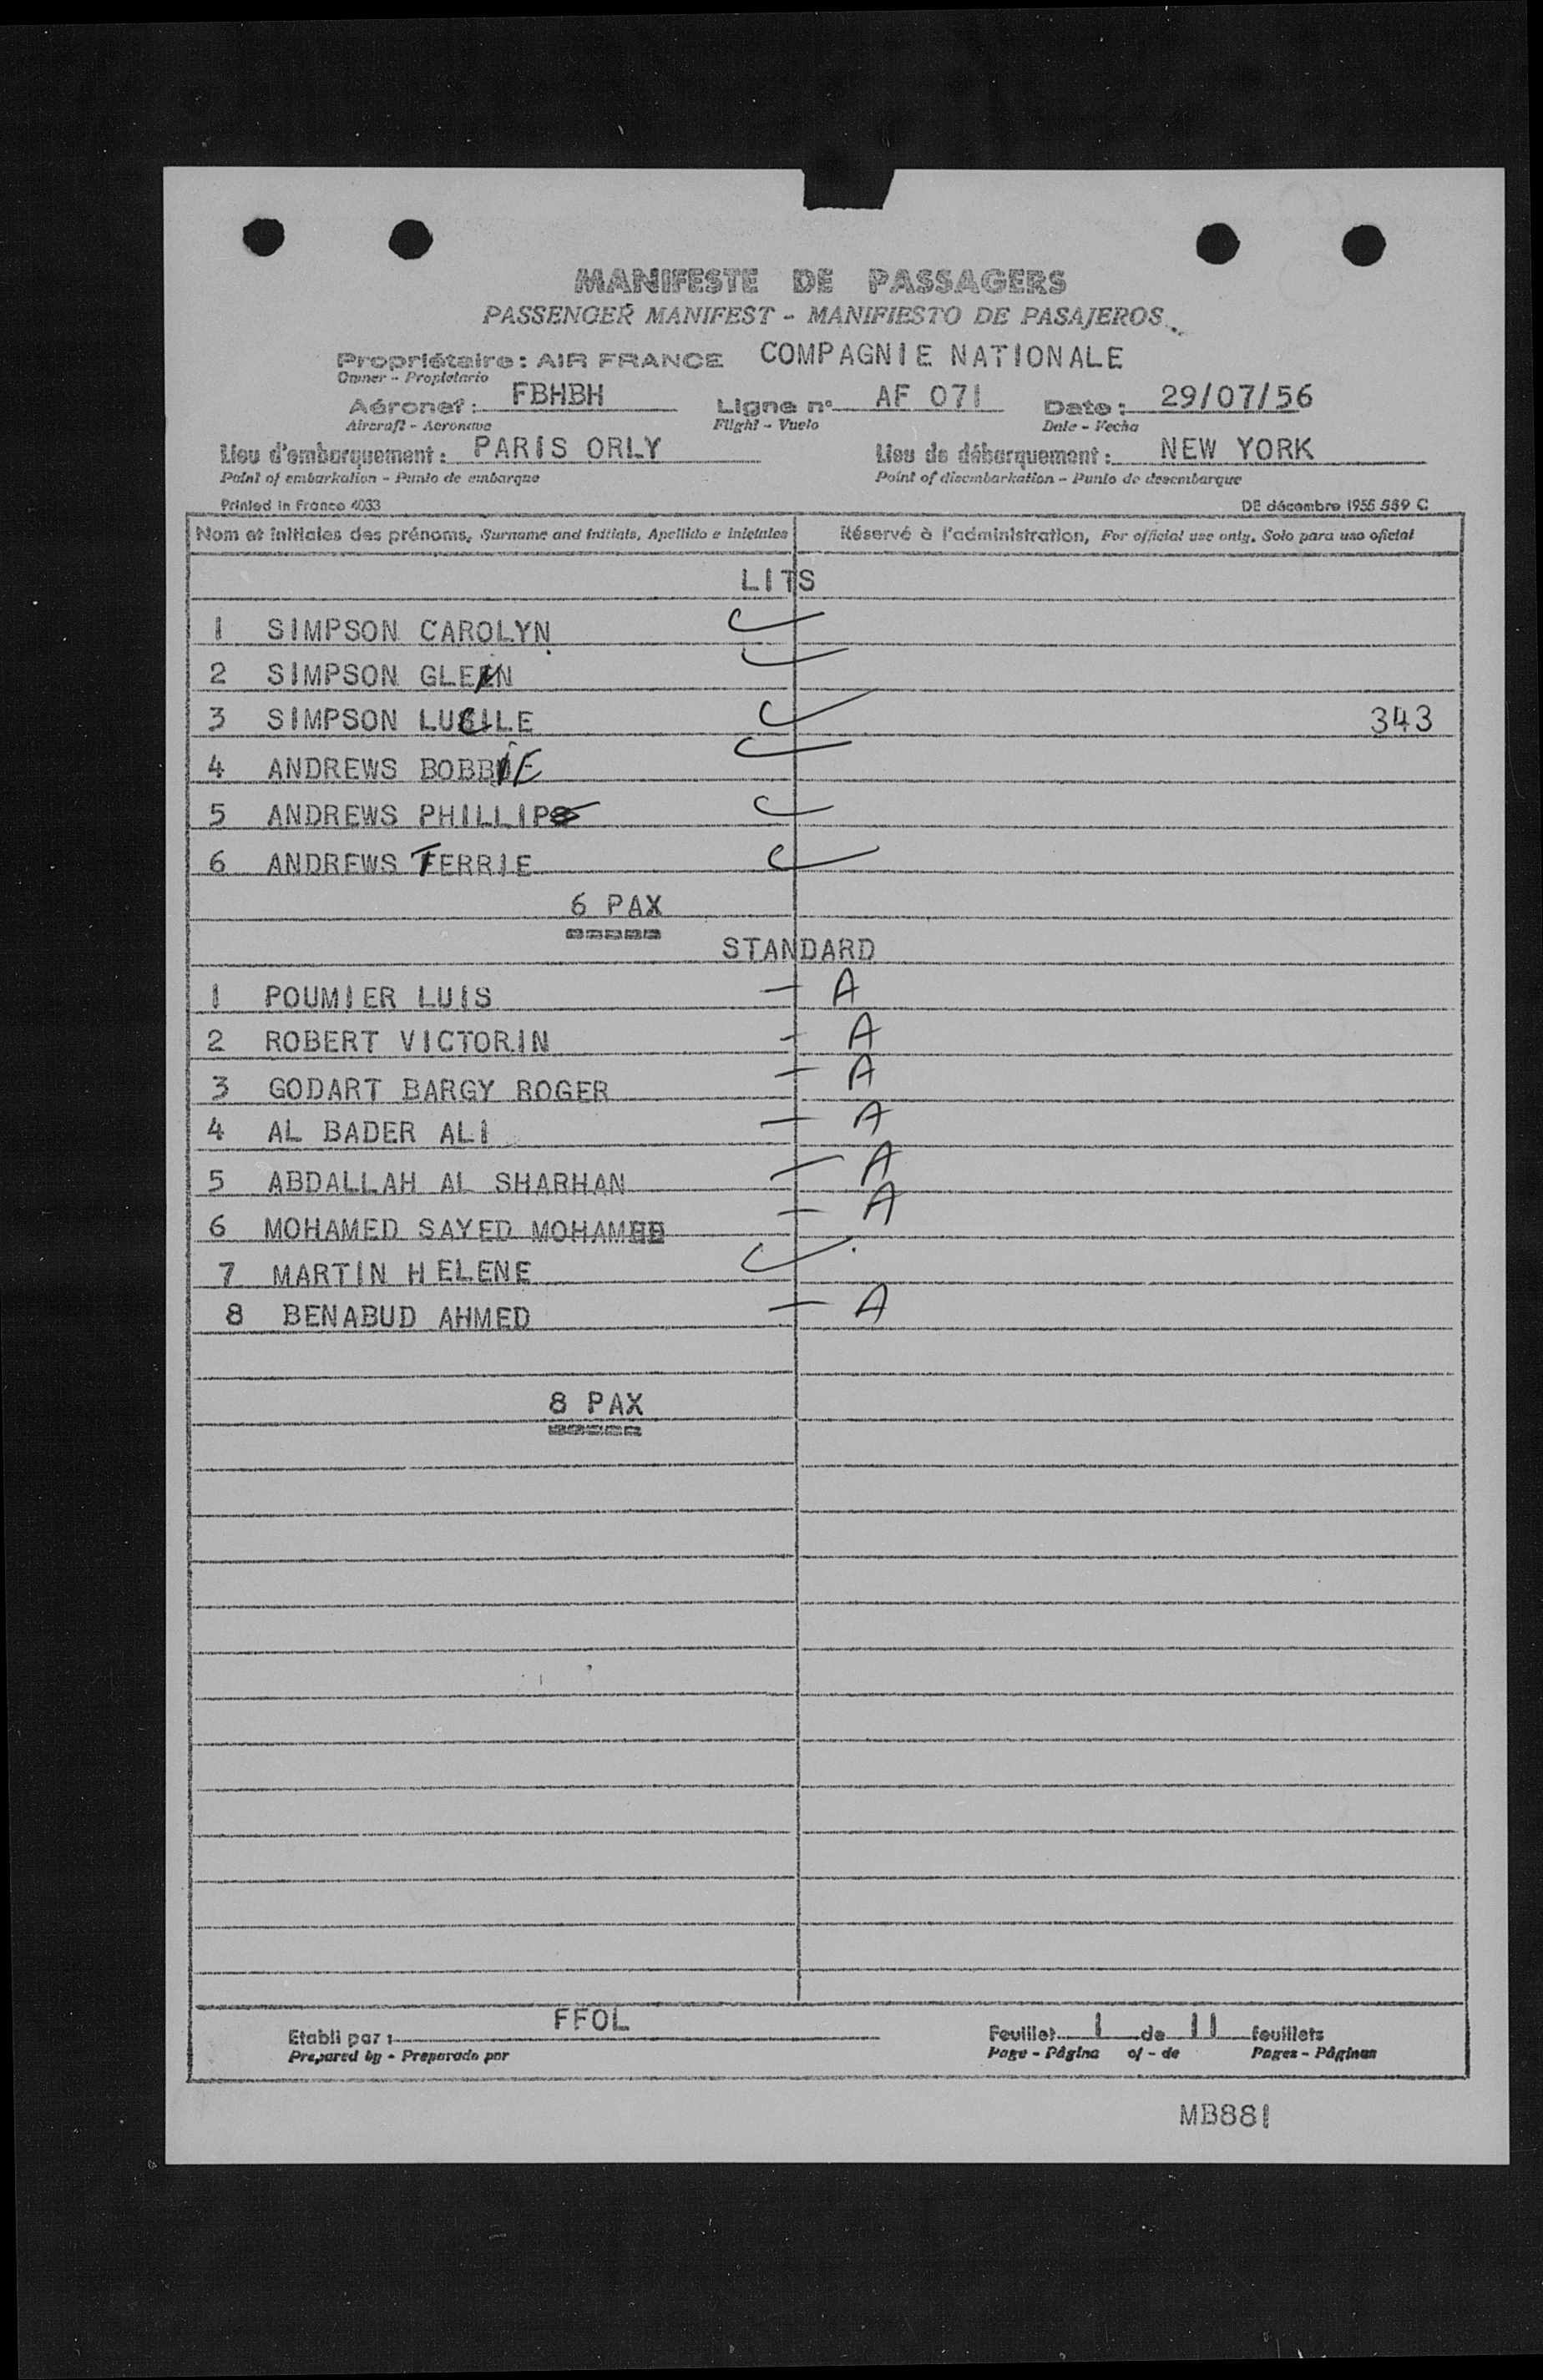 MANIFESTE DE PASSAGERS
PASSENGER MANIFEST - MANIFIESTO DE PASAJEROS
Propriétaire : AIR FRANCE COMPAGNIE NATIONALE
Owner - Propietario
Aéronef : FBHBH Ligne n° AF 071 Date : 29/07/56
Aircraft - Aeronave Flight - Vuelo Date - Fecha
Lieu d'embarquement : PARIS ORLY Lieu de débarquement : NEW YORK
Point of embarkation - Punto de embarque Point of disembarkation - Punto de desembarque
Printed in France 4033 DE décembre 1955 559 C
Nom et initiales des prénoms, Surname and initials, Apellido e iniciales Réservé à l'administration, For official use only. Solo para uso oficial
LITS
1 SIMPSON CAROLYN
2 SIMPSON GLENN
3 SIMPSON LUCILE 343
4 ANDREWS BOBBIE
5 ANDREWS PHILLIP
6 ANDREWS TERRIE
6 PAX
=====
STANDARD
1 POUMIER LUIS - A
2 ROBERT VICTORIN - A
3 GODART BARGY ROGER - A
4 AL BADER ALI - A
5 ABDALLAH AL SHARHAN - A
6 MOHAMED SAYED MOHAMED - A
7 MARTIN HELENE
8 BENABUD AHMED - A
8 PAX
=====
Etabli par : FFOL Feuillet 1 de 11 feuillets
Prepared by - Preparado por Page - Página of - de Pages - Páginas
MB881